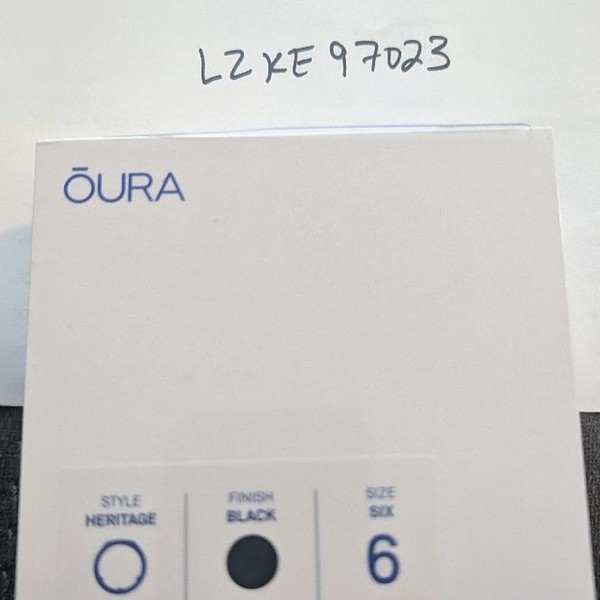 LZKE97023
ŌURA
STYLE FINISH SIZE
HERITAGE BLACK SIX
6